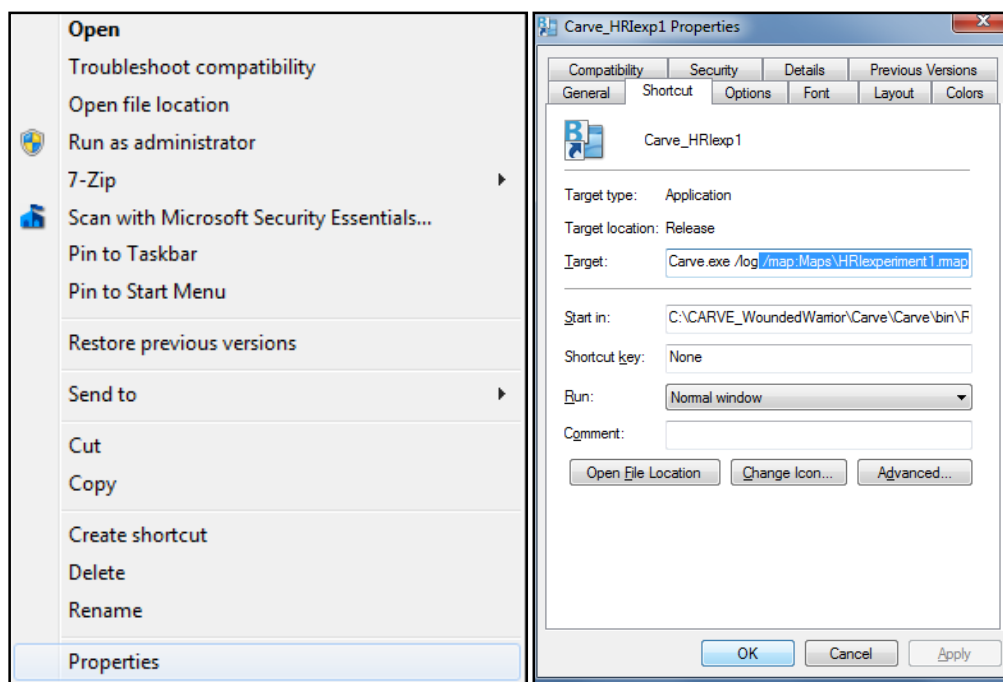 Open
Troubleshoot compatibility
Open file location
Run as administrator
7-Zip
Scan with Microsoft Security Essentials...
Pin to Taskbar
Pin to Start Menu
Restore previous versions
Send to
Cut
Copy
Create shortcut
Delete
Rename
Properties
Carve_HRIexp1 Properties
Compatibility Security Details Previous Versions
General Shortcut Options Font Layout Colors
Carve_HRIexp1
Target type: Application
Target location: Release
Target: Carve.exe /log /map:Maps\HRIexperiment1.rmap
Start in: C:\CARVE_WoundedWarrior\Carve\Carve\bin\R
Shortcut key: None
Run: Normal window
Comment:
Open File Location Change Icon... Advanced...
OK Cancel Apply